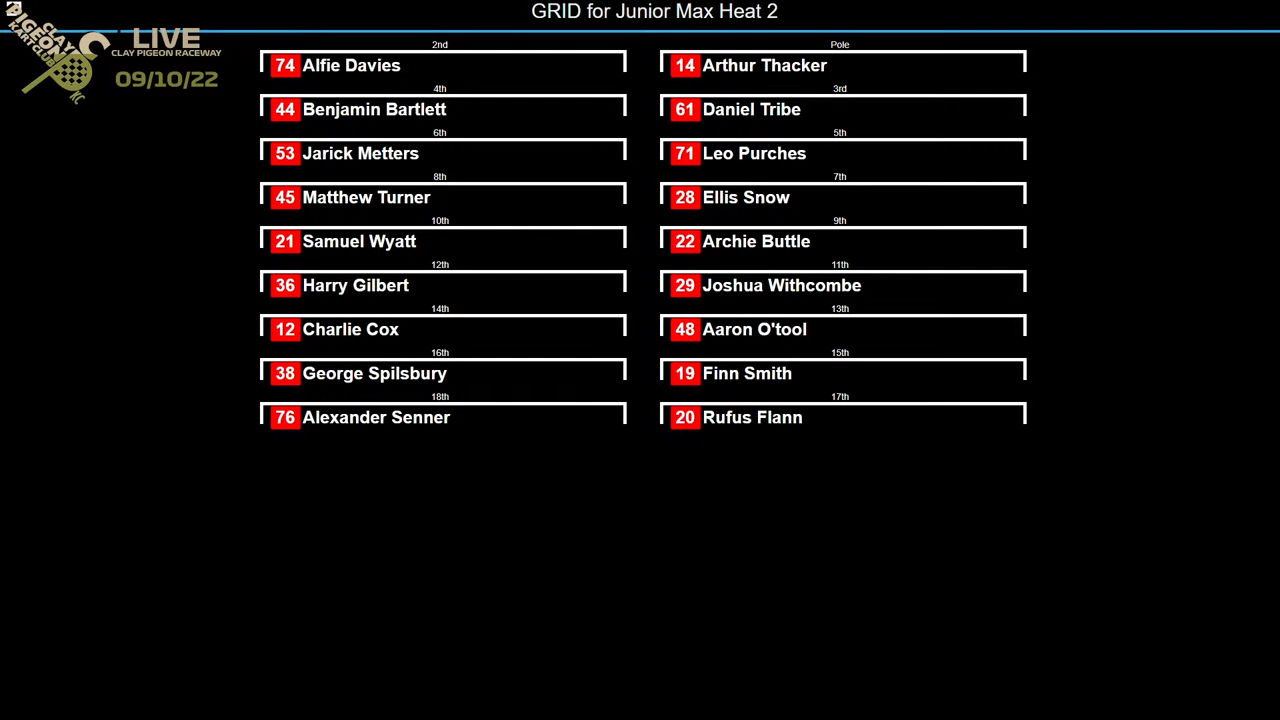 GRID for Junior Max Heat 2
CLAY PIGEON
KARTCLUB
KC
LIVE
CLAY PIGEON RACEWAY
09/10/22
2nd Pole
74 Alfie Davies 14 Arthur Thacker
4th 3rd
44 Benjamin Bartlett 61 Daniel Tribe
6th 5th
53 Jarick Metters 71 Leo Purches
8th 7th
45 Matthew Turner 28 Ellis Snow
10th 9th
21 Samuel Wyatt 22 Archie Buttle
12th 11th
36 Harry Gilbert 29 Joshua Withcombe
14th 13th
12 Charlie Cox 48 Aaron O'tool
16th 15th
38 George Spilsbury 19 Finn Smith
18th 17th
76 Alexander Senner 20 Rufus Flann